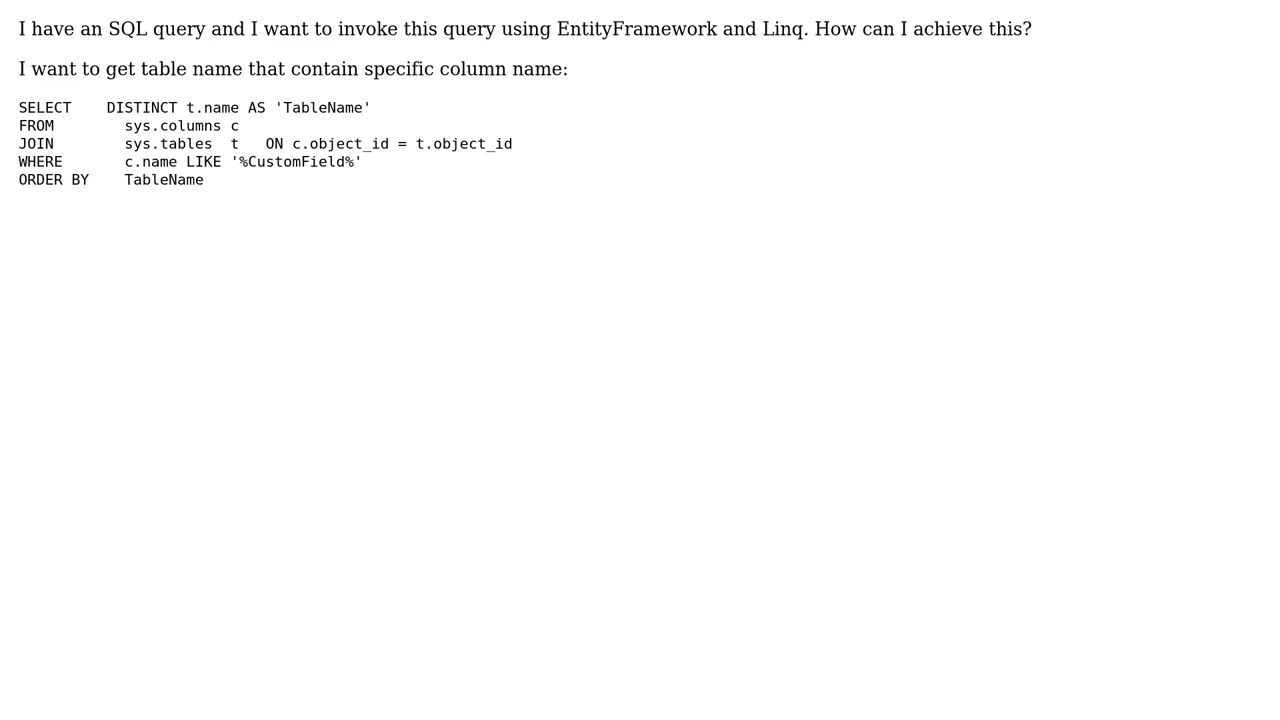 I have an SQL query and I want to invoke this query using EntityFramework and Linq. How can I achieve this?
I want to get table name that contain specific column name:
SELECT    DISTINCT t.name AS 'TableName'
FROM        sys.columns c
JOIN        sys.tables  t   ON c.object_id = t.object_id
WHERE       c.name LIKE '%CustomField%'
ORDER BY    TableName